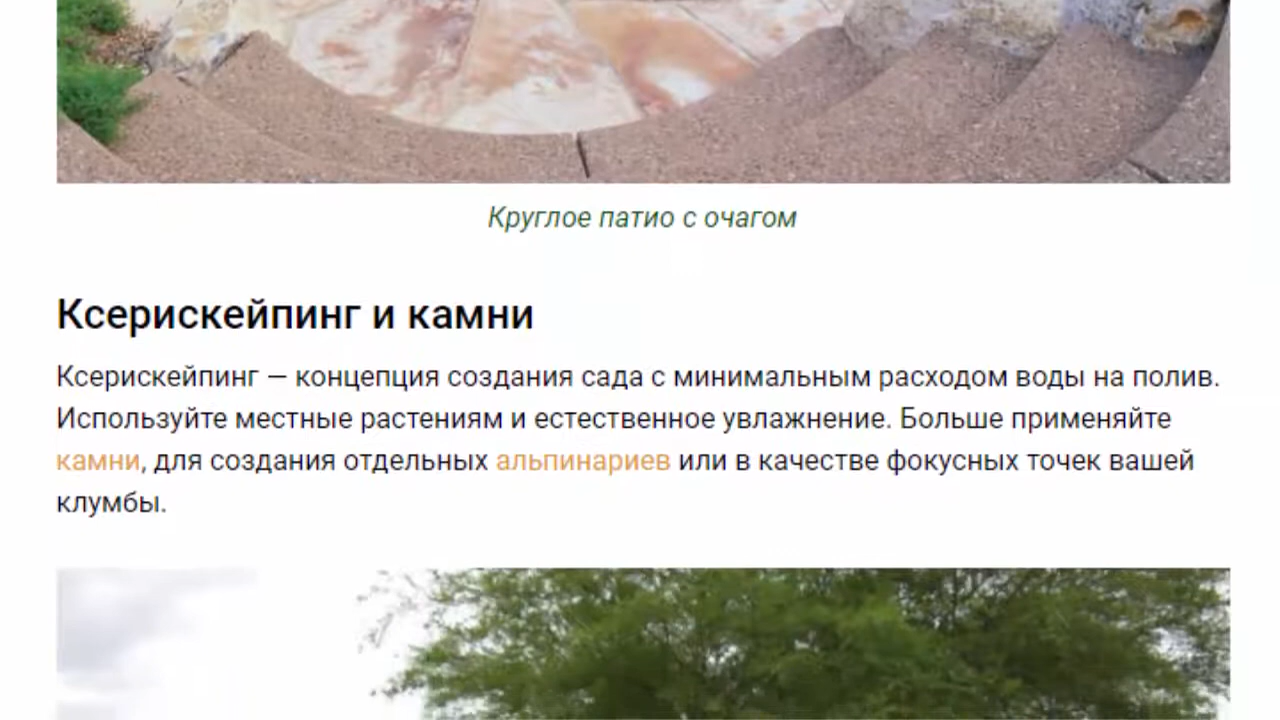 Круглое патио с очагом
Ксерискейпинг и камни
Ксерискейпинг — концепция создания сада с минимальным расходом воды на полив.
Используйте местные растениям и естественное увлажнение. Больше применяйте
камни, для создания отдельных альпинариев или в качестве фокусных точек вашей
клумбы.